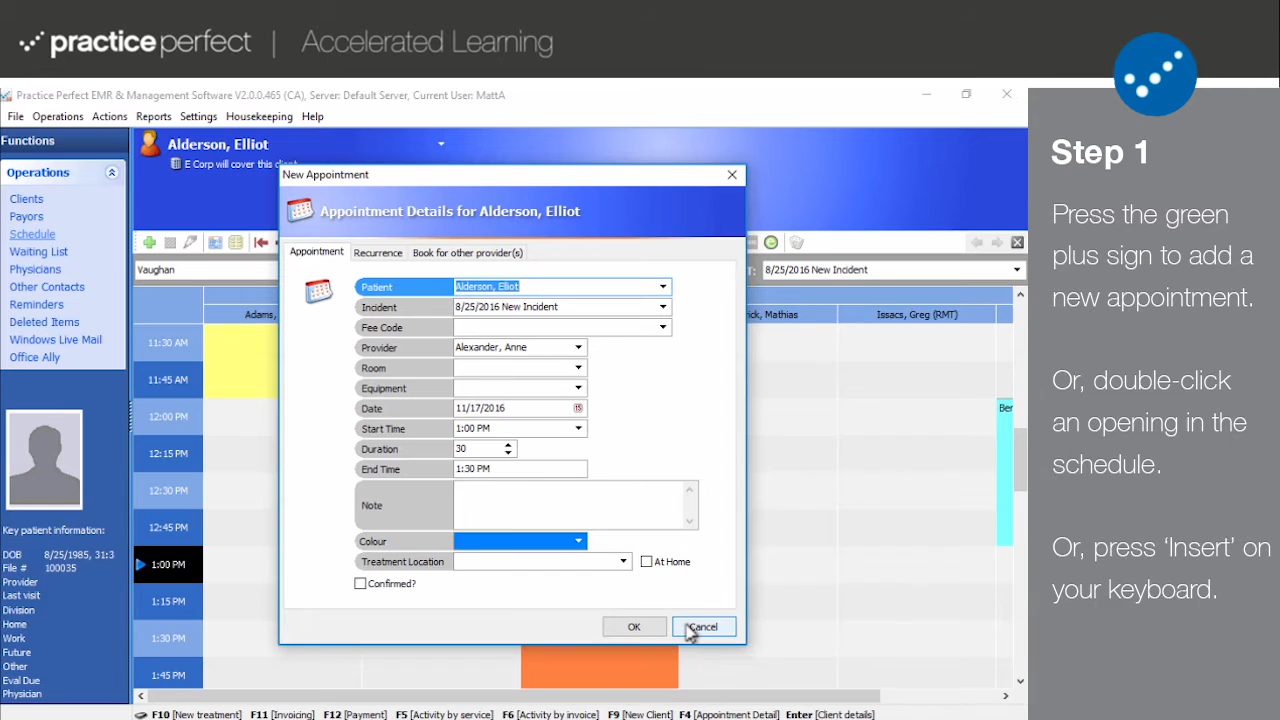 practiceperfect | Accelerated Learning
Practice Perfect EMR & Management Software V2.0.0.465 (CA), Server: Default Server, Current User: MattA
File Operations Actions Reports Settings Housekeeping Help
Functions
Operations
Clients
Payors
Schedule
Waiting List
Physicians
Other Contacts
Reminders
Deleted Items
Windows Live Mail
Office Ally
Key patient information:
DOB 8/25/1985, 31:3
File # 100035
Provider
Last visit
Division
Home
Work
Future
Other
Eval Due
Physician
Alderson, Elliot
E Corp will cover this client
Vaughan
8/25/2016 New Incident
Adams,
rick, Mathias
Issacs, Greg (RMT)
11:30 AM
11:45 AM
12:00 PM
12:15 PM
12:30 PM
12:45 PM
1:00 PM
1:15 PM
1:30 PM
1:45 PM
Ber
New Appointment
Appointment Details for Alderson, Elliot
Appointment Recurrence Book for other provider(s)
Patient Alderson, Elliot
Incident 8/25/2016 New Incident
Fee Code
Provider Alexander, Anne
Room
Equipment
Date 11/17/2016
Start Time 1:00 PM
Duration 30
End Time 1:30 PM
Note
Colour
Treatment Location At Home
Confirmed?
OK Cancel
F10 [New treatment] F11 [Invoicing] F12 [Payment] F5 [Activity by service] F6 [Activity by invoice] F9 [New Client] F4 [Appointment Detail] Enter [Client details]
Step 1
Press the green
plus sign to add a
new appointment.
Or, double-click
an opening in the
schedule.
Or, press ‘Insert’ on
your keyboard.